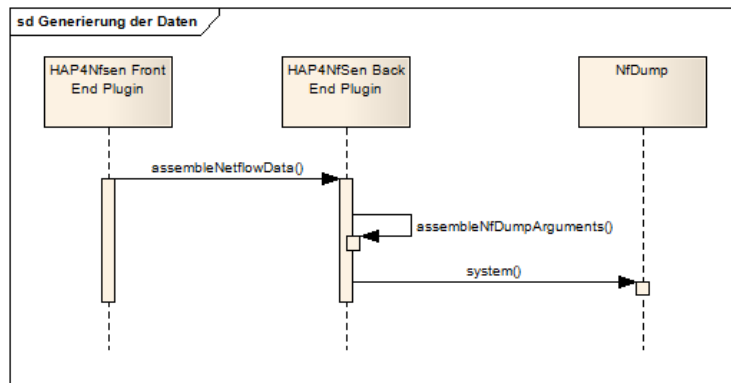 sd Generierung der Daten
HAP4Nfsen Front
End Plugin
HAP4NfSen Back
End Plugin
NfDump
assembleNetflowData()
assembleNfDumpArguments()
system()